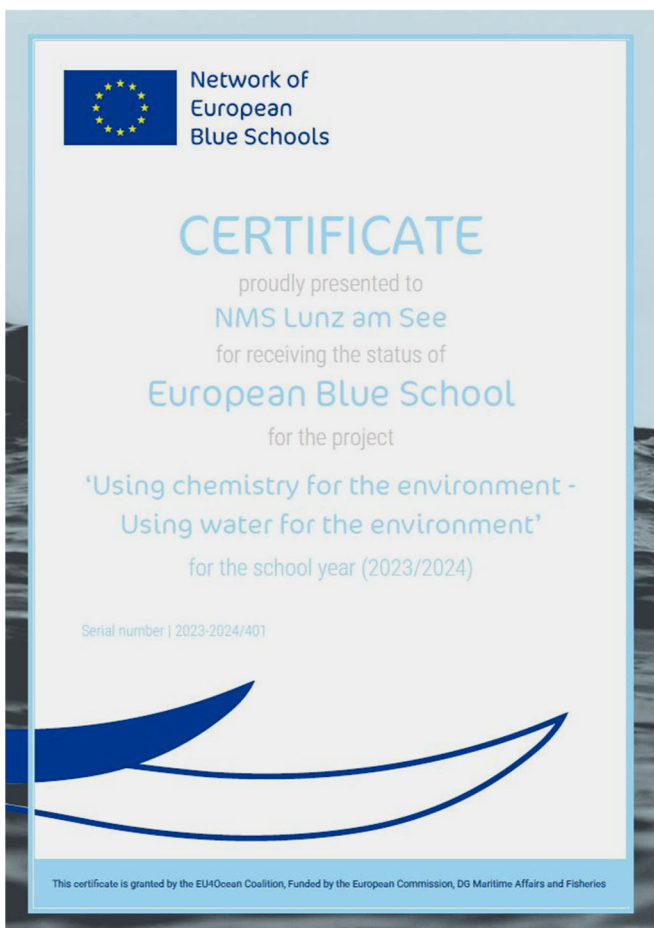 Network of
European
Blue Schools
CERTIFICATE
proudly presented to
NMS Lunz am See
for receiving the status of
European Blue School
for the project
‘Using chemistry for the environment -
Using water for the environment’
for the school year (2023/2024)
Serial number | 2023-2024/401
This certificate is granted by the EU4Ocean Coalition, Funded by the European Commission, DG Maritime Affairs and Fisheries